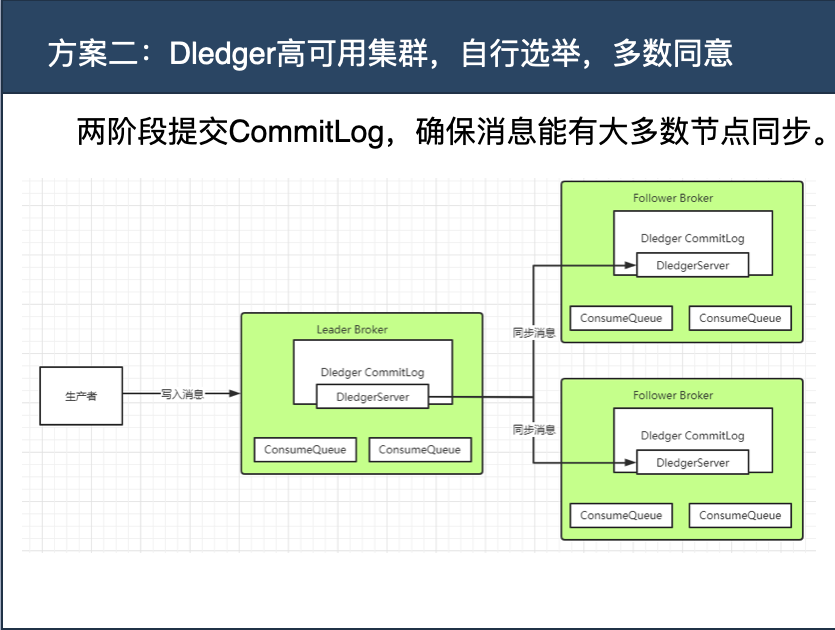 方案二：Dledger高可用集群，自行选举，多数同意
两阶段提交CommitLog，确保消息能有大多数节点同步。
Follower Broker
Dledger CommitLog
DledgerServer
ConsumeQueue
ConsumeQueue
同步消息
Leader Broker
Dledger CommitLog
DledgerServer
ConsumeQueue
ConsumeQueue
生产者
写入消息
同步消息
Follower Broker
Dledger CommitLog
DledgerServer
ConsumeQueue
ConsumeQueue